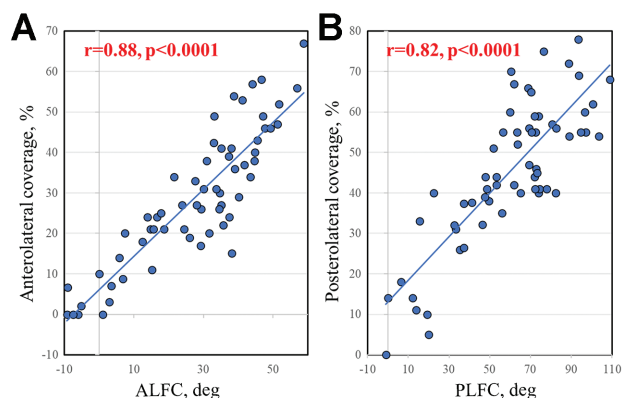 A
r=0.88, p<0.0001
Anterolateral coverage, %
70
60
50
40
30
20
10
0
-10
-10 10 30 50
ALFC, deg
B
r=0.82, p<0.0001
Posterolateral coverage, %
80
70
60
50
40
30
20
10
0
-10 10 30 50 70 90 110
PLFC, deg